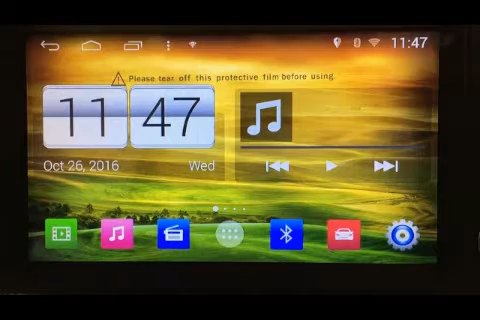 11:47
Please tear off this protective film before using.
11 47
Oct 26, 2016 Wed